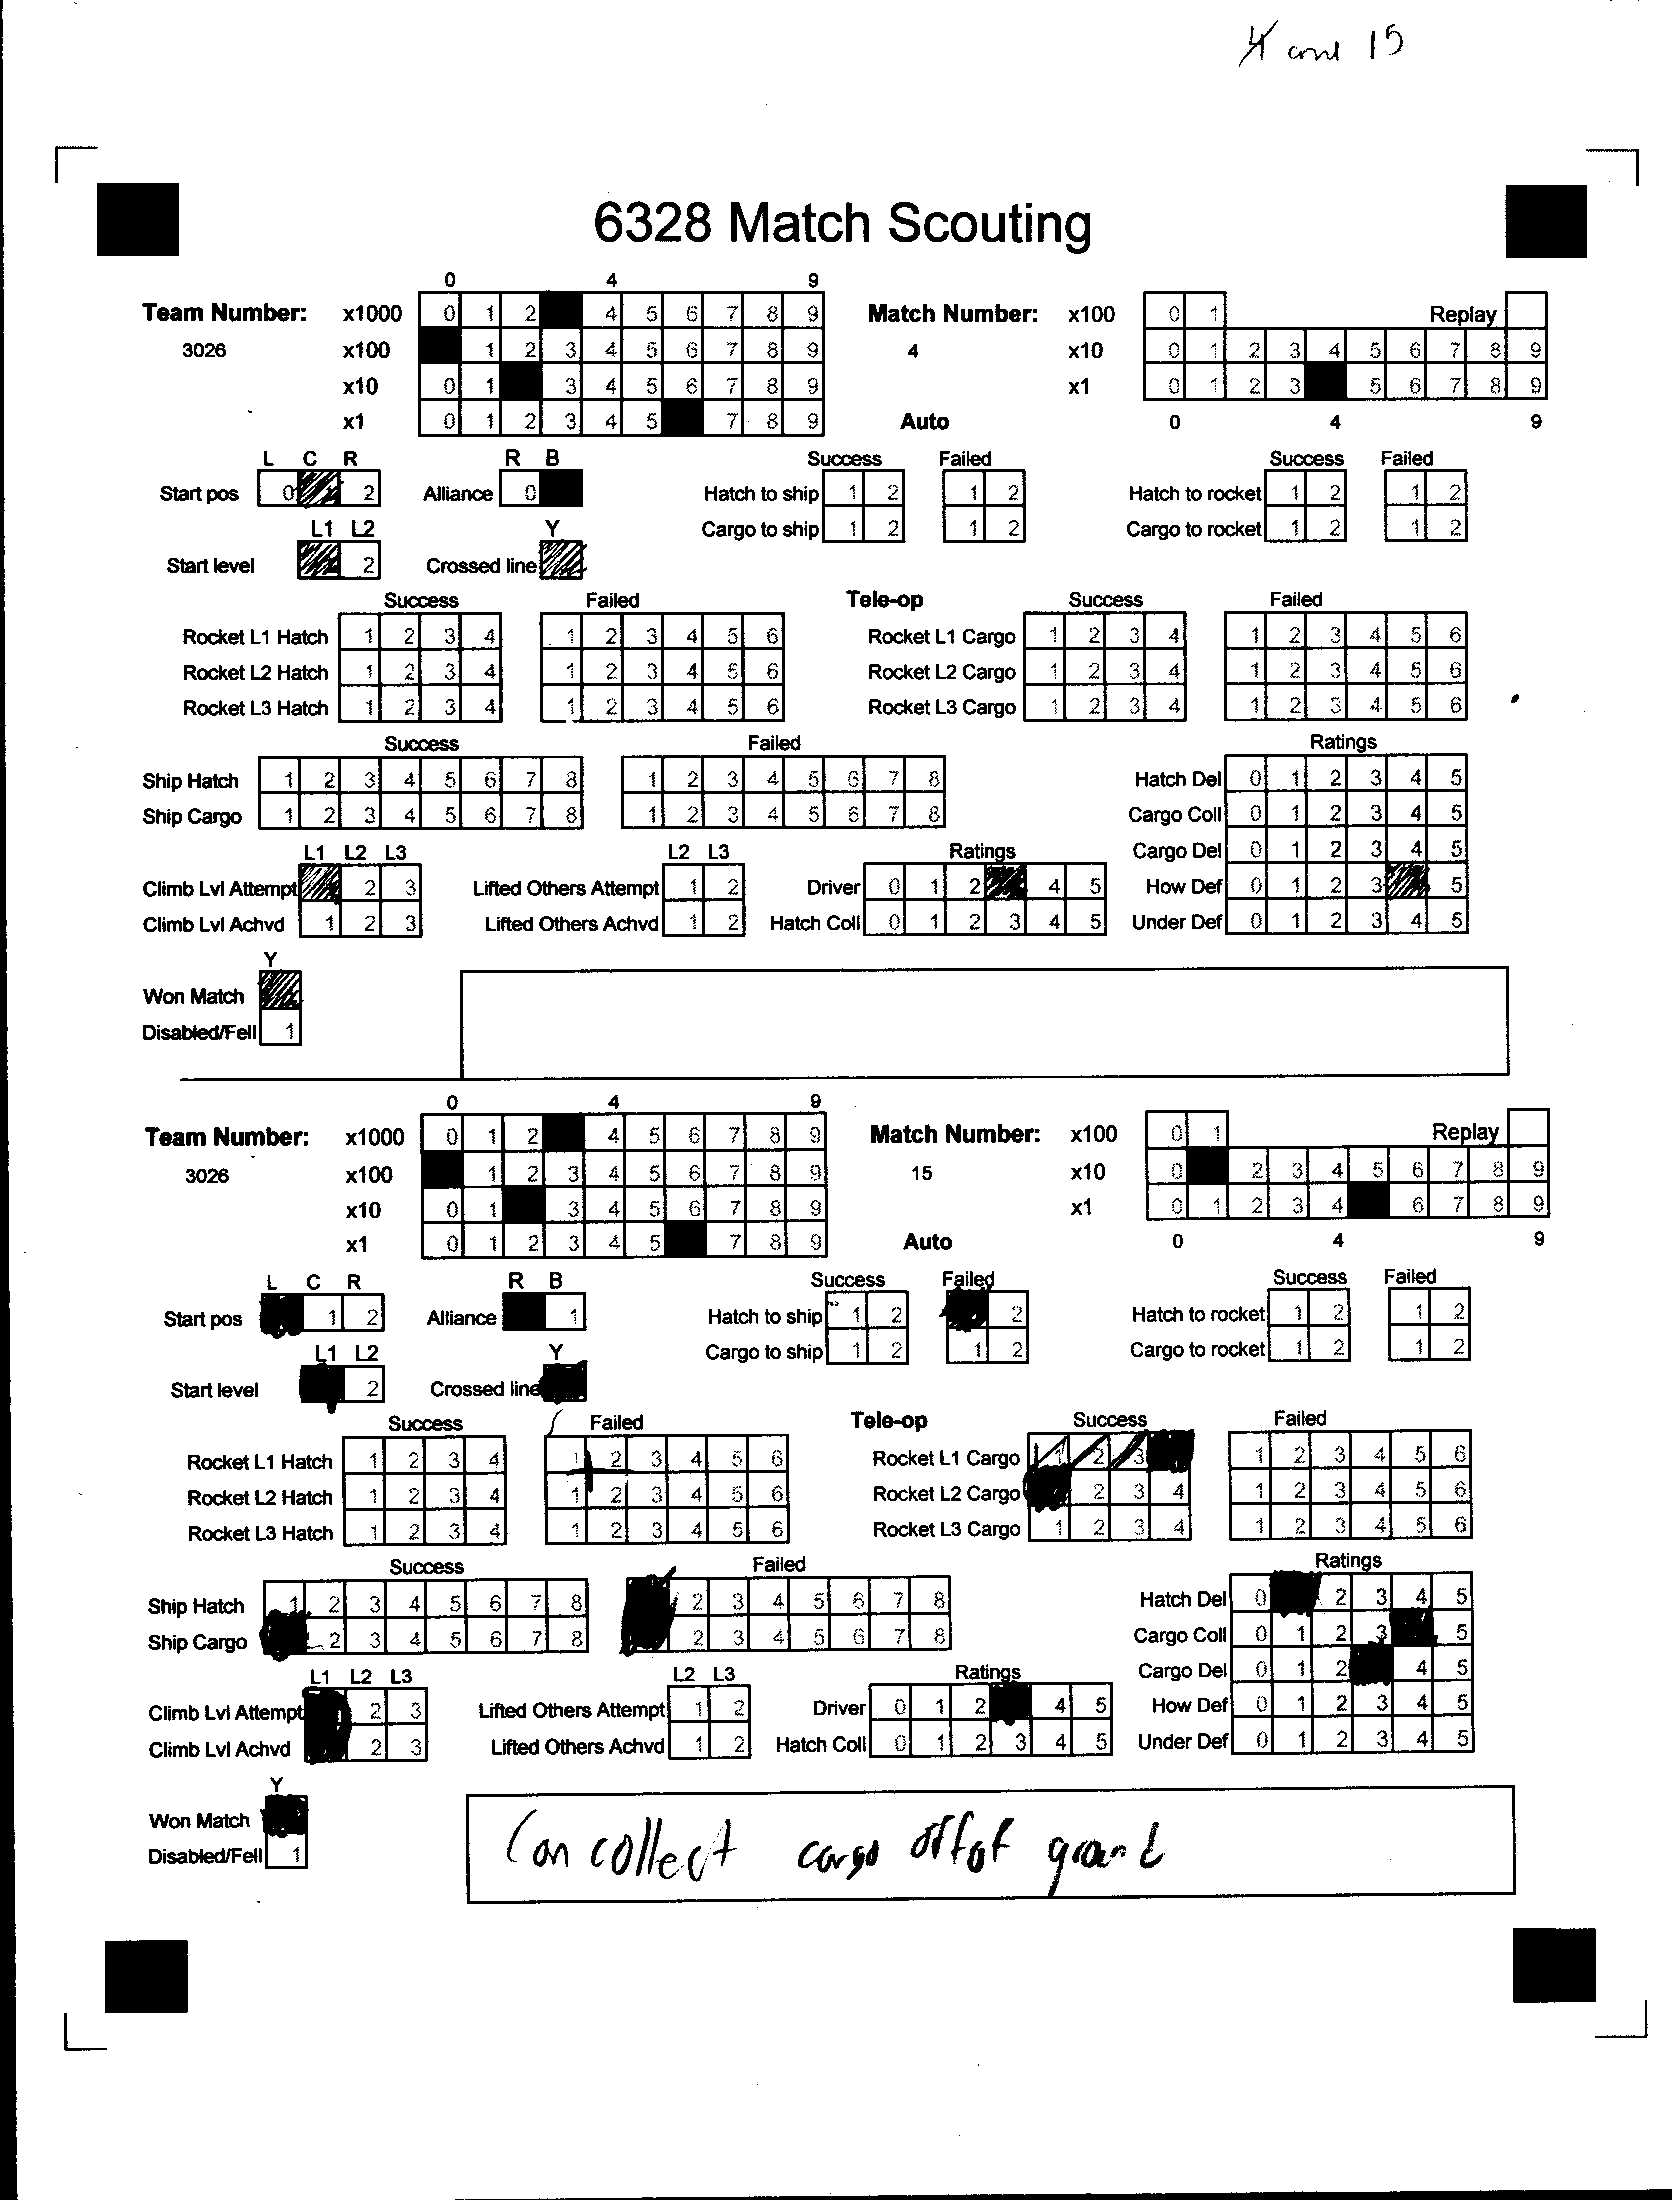 4 and 15
6328 Match Scouting
0 4 9
Team Number: x1000 0 1 2 4 5 6 7 8 9 Match Number: x100 0 1 Replay
3026 x100 1 2 3 4 5 6 7 8 9 4 x10 0 1 2 3 4 5 6 7 8 9
x10 0 1 3 4 5 6 7 8 9 x1 0 1 2 3 5 6 7 8 9
x1 0 1 2 3 4 5 7 8 9 Auto 0 4 9
L C R R B Success Failed Success Failed
Start pos 0 2 Alliance 0 Hatch to ship 1 2 1 2 Hatch to rocket 1 2 1 2
L1 L2 Y Cargo to ship 1 2 1 2 Cargo to rocket 1 2 1 2
Start level 2 Crossed line
Success Failed Tele-op Success Failed
Rocket L1 Hatch 1 2 3 4 1 2 3 4 5 6 Rocket L1 Cargo 1 2 3 4 1 2 3 4 5 6
Rocket L2 Hatch 1 2 3 4 1 2 3 4 5 6 Rocket L2 Cargo 1 2 3 4 1 2 3 4 5 6
Rocket L3 Hatch 1 2 3 4 1 2 3 4 5 6 Rocket L3 Cargo 1 2 3 4 1 2 3 4 5 6
Success Failed Ratings
Ship Hatch 1 2 3 4 5 6 7 8 1 2 3 4 5 6 7 8 Hatch Del 0 1 2 3 4 5
Ship Cargo 1 2 3 4 5 6 7 8 1 2 3 4 5 6 7 8 Cargo Coll 0 1 2 3 4 5
L1 L2 L3 L2 L3 Ratings Cargo Del 0 1 2 3 4 5
Climb Lvl Attempt 2 3 Lifted Others Attempt 1 2 Driver 0 1 2 4 5 How Def 0 1 2 3 5
Climb Lvl Achvd 1 2 3 Lifted Others Achvd 1 2 Hatch Coll 0 1 2 3 4 5 Under Def 0 1 2 3 4 5
Y
Won Match
Disabled/Fell 1
0 4 9
Team Number: x1000 0 1 2 4 5 6 7 8 9 Match Number: x100 0 1 Replay
3026 x100 1 2 3 4 5 6 7 8 9 15 x10 0 2 3 4 5 6 7 8 9
x10 0 1 3 4 5 6 7 8 9 x1 0 1 2 3 4 6 7 8 9
x1 0 1 2 3 4 5 7 8 9 Auto 0 4 9
L C R R B Success Failed Success Failed
Start pos 1 2 Alliance 1 Hatch to ship 1 2 2 Hatch to rocket 1 2 1 2
L1 L2 Y Cargo to ship 1 2 1 2 Cargo to rocket 1 2 1 2
Start level 2 Crossed line
Success Failed Tele-op Success Failed
Rocket L1 Hatch 1 2 3 4 1 2 3 4 5 6 Rocket L1 Cargo 1 2 3 1 2 3 4 5 6
Rocket L2 Hatch 1 2 3 4 1 2 3 4 5 6 Rocket L2 Cargo 2 3 4 1 2 3 4 5 6
Rocket L3 Hatch 1 2 3 4 1 2 3 4 5 6 Rocket L3 Cargo 1 2 3 4 1 2 3 4 5 6
Success Failed Ratings
Ship Hatch 1 2 3 4 5 6 7 8 2 3 4 5 6 7 8 Hatch Del 0 2 3 4 5
Ship Cargo 2 3 4 5 6 7 8 2 3 4 5 6 7 8 Cargo Coll 0 1 2 3 5
L1 L2 L3 L2 L3 Ratings Cargo Del 0 1 2 4 5
Climb Lvl Attempt 2 3 Lifted Others Attempt 1 2 Driver 0 1 2 4 5 How Def 0 1 2 3 4 5
Climb Lvl Achvd 2 3 Lifted Others Achvd 1 2 Hatch Coll 0 1 2 3 4 5 Under Def 0 1 2 3 4 5
Y
Won Match
Disabled/Fell 1
Can collect cargo off of